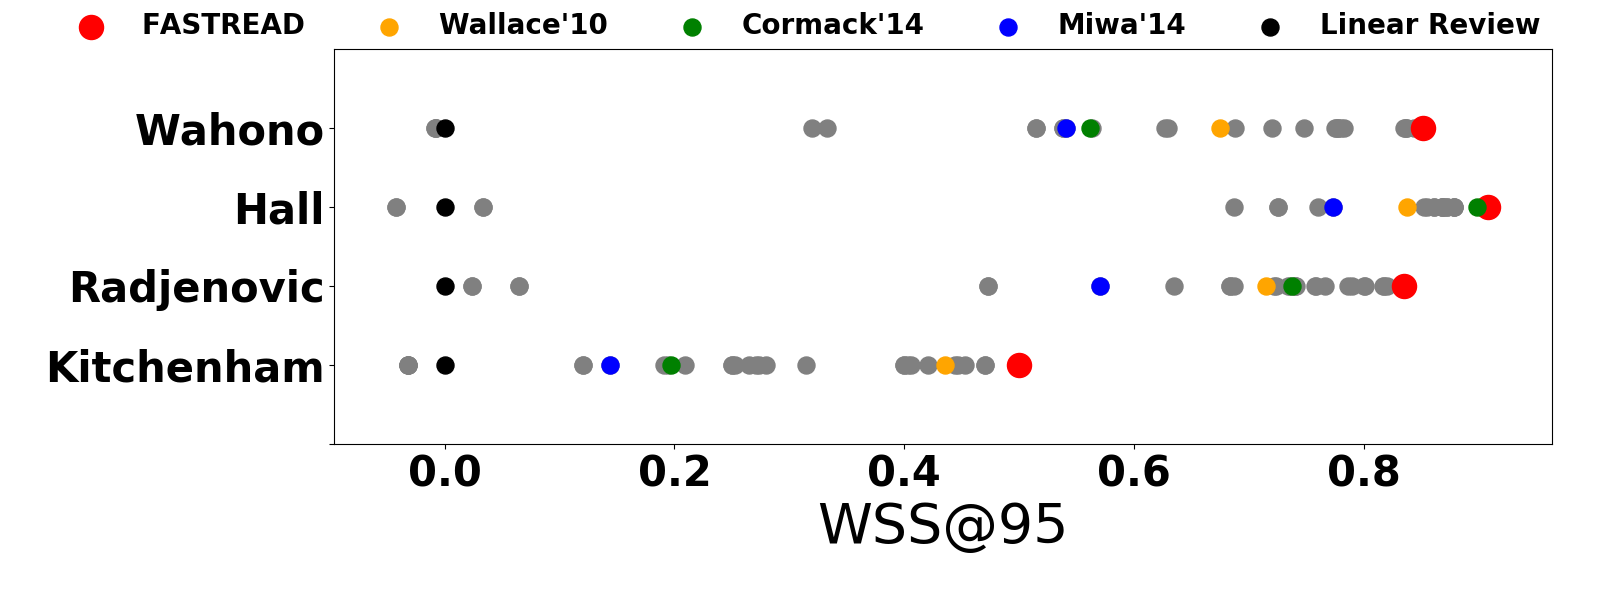 FASTREAD Wallace'10 Cormack'14 Miwa'14 Linear Review
Wahono
Hall
Radjenovic
Kitchenham
0.0 0.2 0.4 0.6 0.8
WSS@95